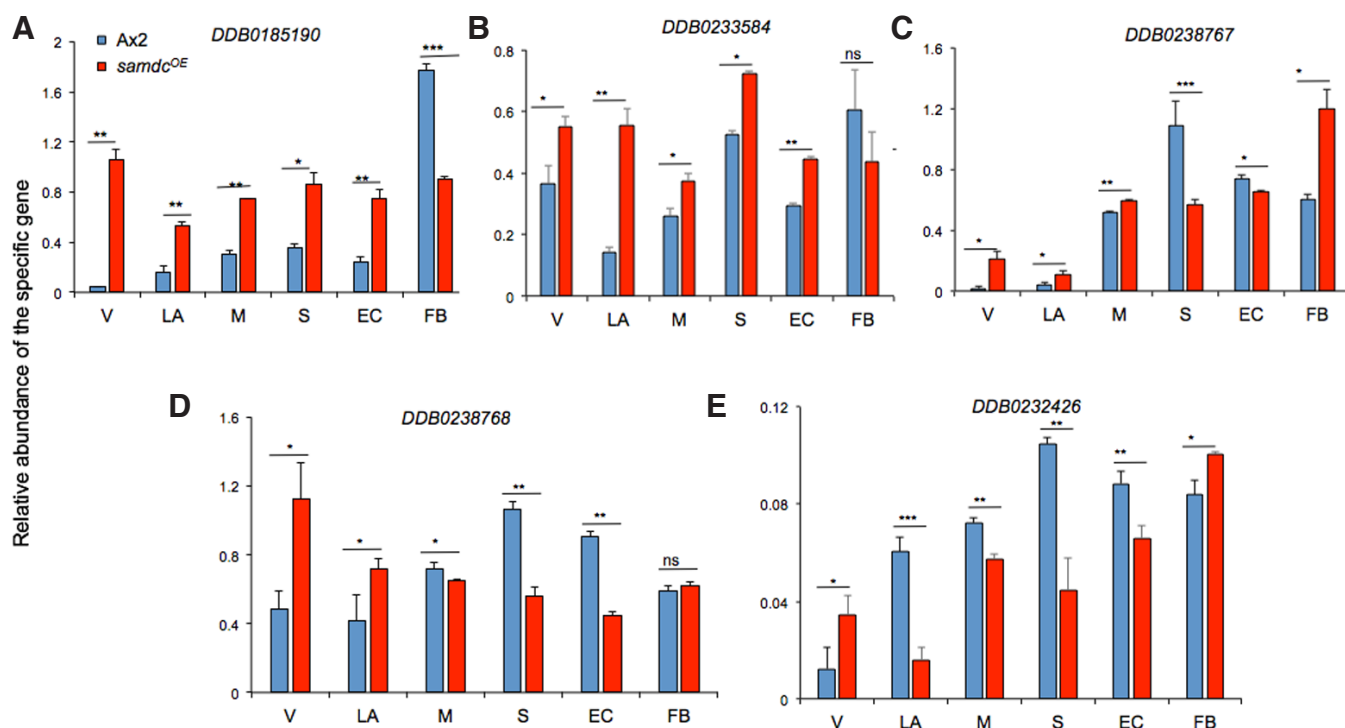 A
Ax2
samdcOE
DDB0185190
Relative abundance of the specific gene
2
1.6
1.2
0.8
0.4
0
**
**
**
*
**
***
V LA M S EC FB
B
DDB0233584
0.8
0.6
0.4
0.2
0
*
**
*
*
**
ns
V LA M S EC FB
C
DDB0238767
1.6
1.2
0.8
0.4
0
*
*
**
***
*
*
V LA M S EC FB
D
DDB0238768
1.6
1.2
0.8
0.4
0
*
*
*
**
**
ns
V LA M S EC FB
E
DDB0232426
0.12
0.08
0.04
0
*
***
**
**
**
*
V LA M S EC FB